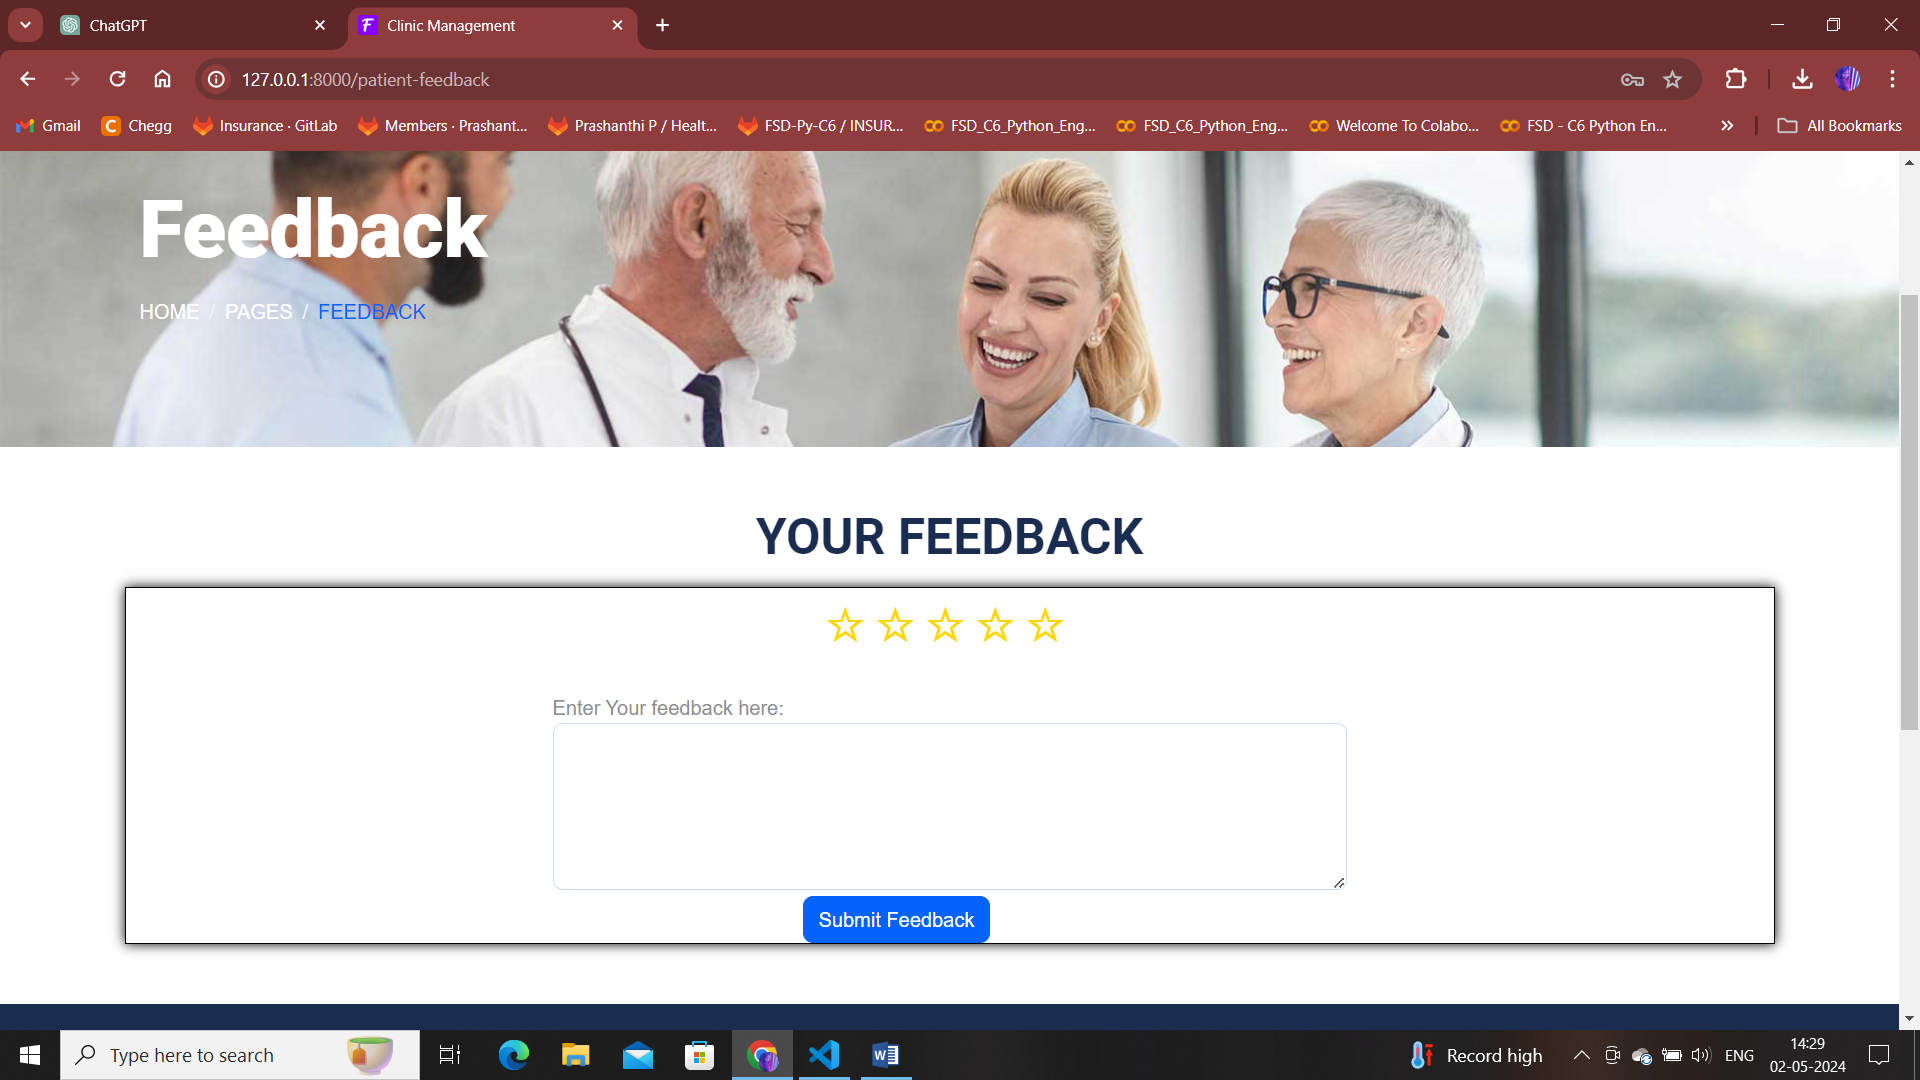 ChatGPT
Clinic Management
127.0.0.1:8000/patient-feedback
Gmail
Chegg
Insurance · GitLab
Members · Prashant...
Prashanthi P / Healt...
FSD-Py-C6 / INSUR...
FSD_C6_Python_Eng...
FSD_C6_Python_Eng...
Welcome To Colabo...
FSD - C6 Python En...
All Bookmarks
Feedback
HOME / PAGES / FEEDBACK
YOUR FEEDBACK
Enter Your feedback here:
Submit Feedback
Type here to search
Record high
ENG
14:29
02-05-2024